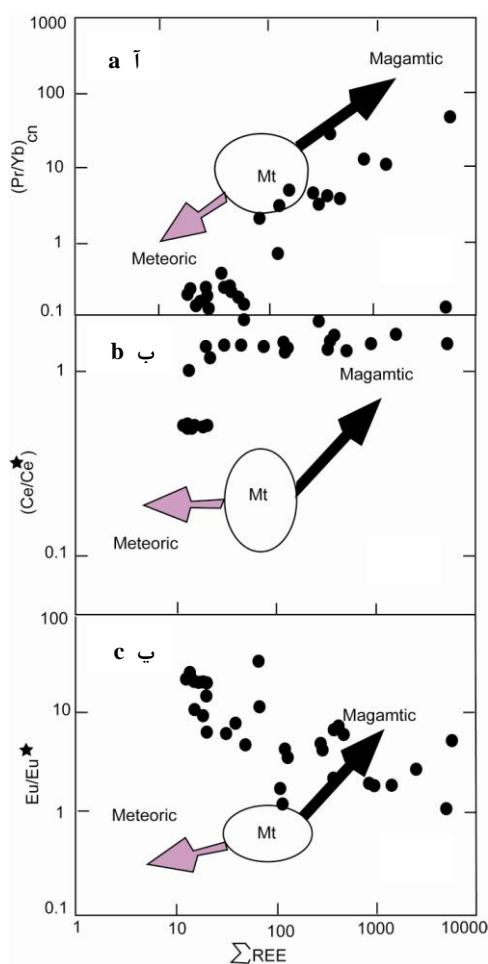 1000
a آ
Magamtic
100
(Pr/Yb)cn
10
Mt
1
Meteoric
0.1
b ب
1
Magamtic
(Ce/Ce★)
Mt
0.1
Meteoric
100
c ي
10
Magamtic
Eu/Eu★
Meteoric
1
Mt
0.1
1 10 100 1000 10000
∑REE